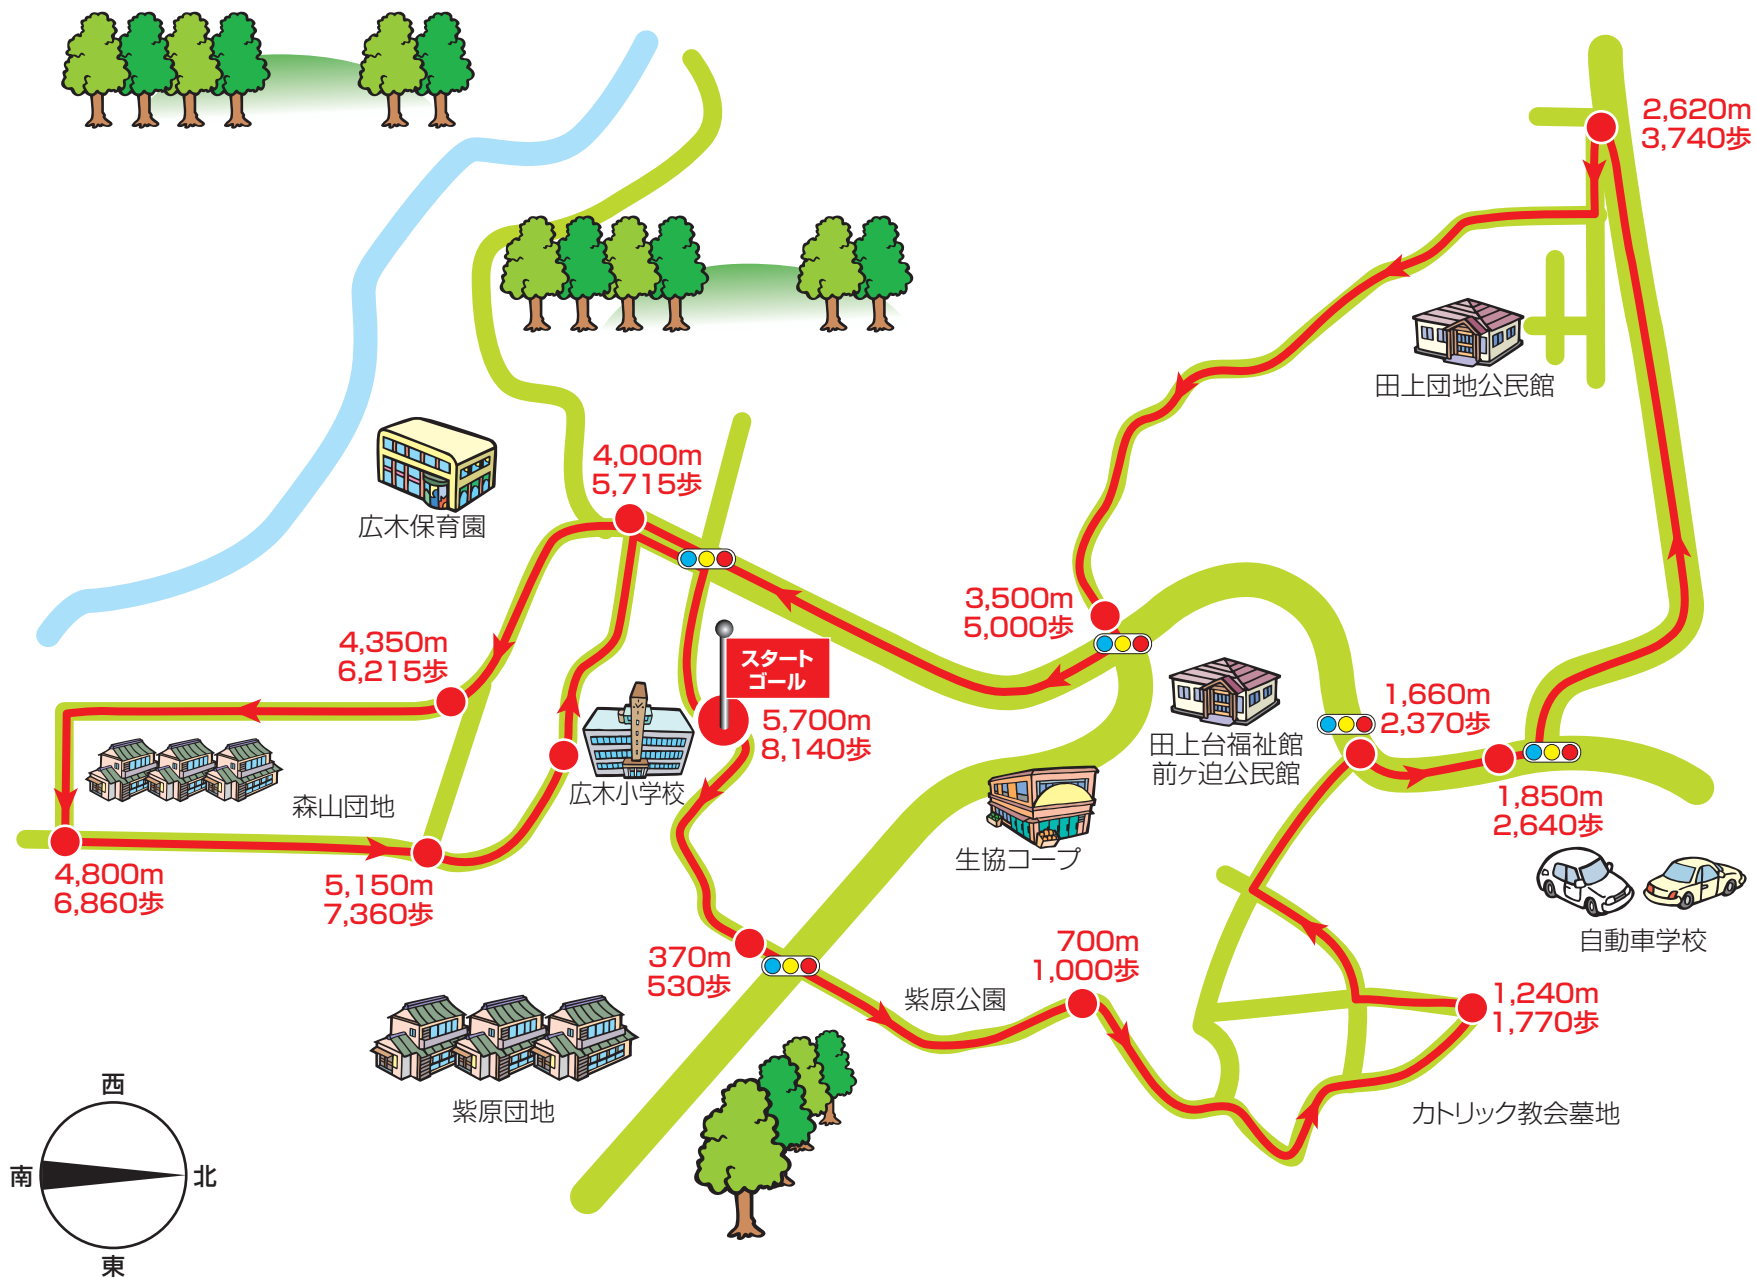 2,620m
3,740歩
田上団地公民館
4,000m
5,715歩
広木保育園
3,500m
5,000歩
4,350m
6,215歩
スタート
ゴール
5,700m
8,140歩
広木小学校
森山団地
田上台福祉館
前ヶ迫公民館
1,660m
2,370歩
1,850m
2,640歩
生協コープ
4,800m
6,860歩
5,150m
7,360歩
自動車学校
370m
530歩
紫原公園
700m
1,000歩
1,240m
1,770歩
紫原団地
カトリック教会墓地
西
南
北
東